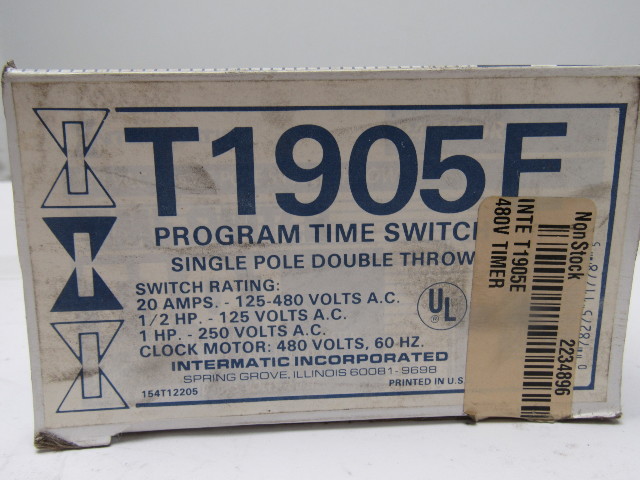 T1905E
PROGRAM TIME SWITCH
SINGLE POLE DOUBLE THROW
SWITCH RATING:
20 AMPS. - 125-480 VOLTS A.C.
1/2 HP. - 125 VOLTS A.C.
1 HP. - 250 VOLTS A.C.
CLOCK MOTOR: 480 VOLTS, 60 HZ.
INTERMATIC INCORPORATED
SPRING GROVE, ILLINOIS 60081-9698
154T12205
PRINTED IN U.S.
UL
NonStock
2234896
INTE T1905E
480V TIMER